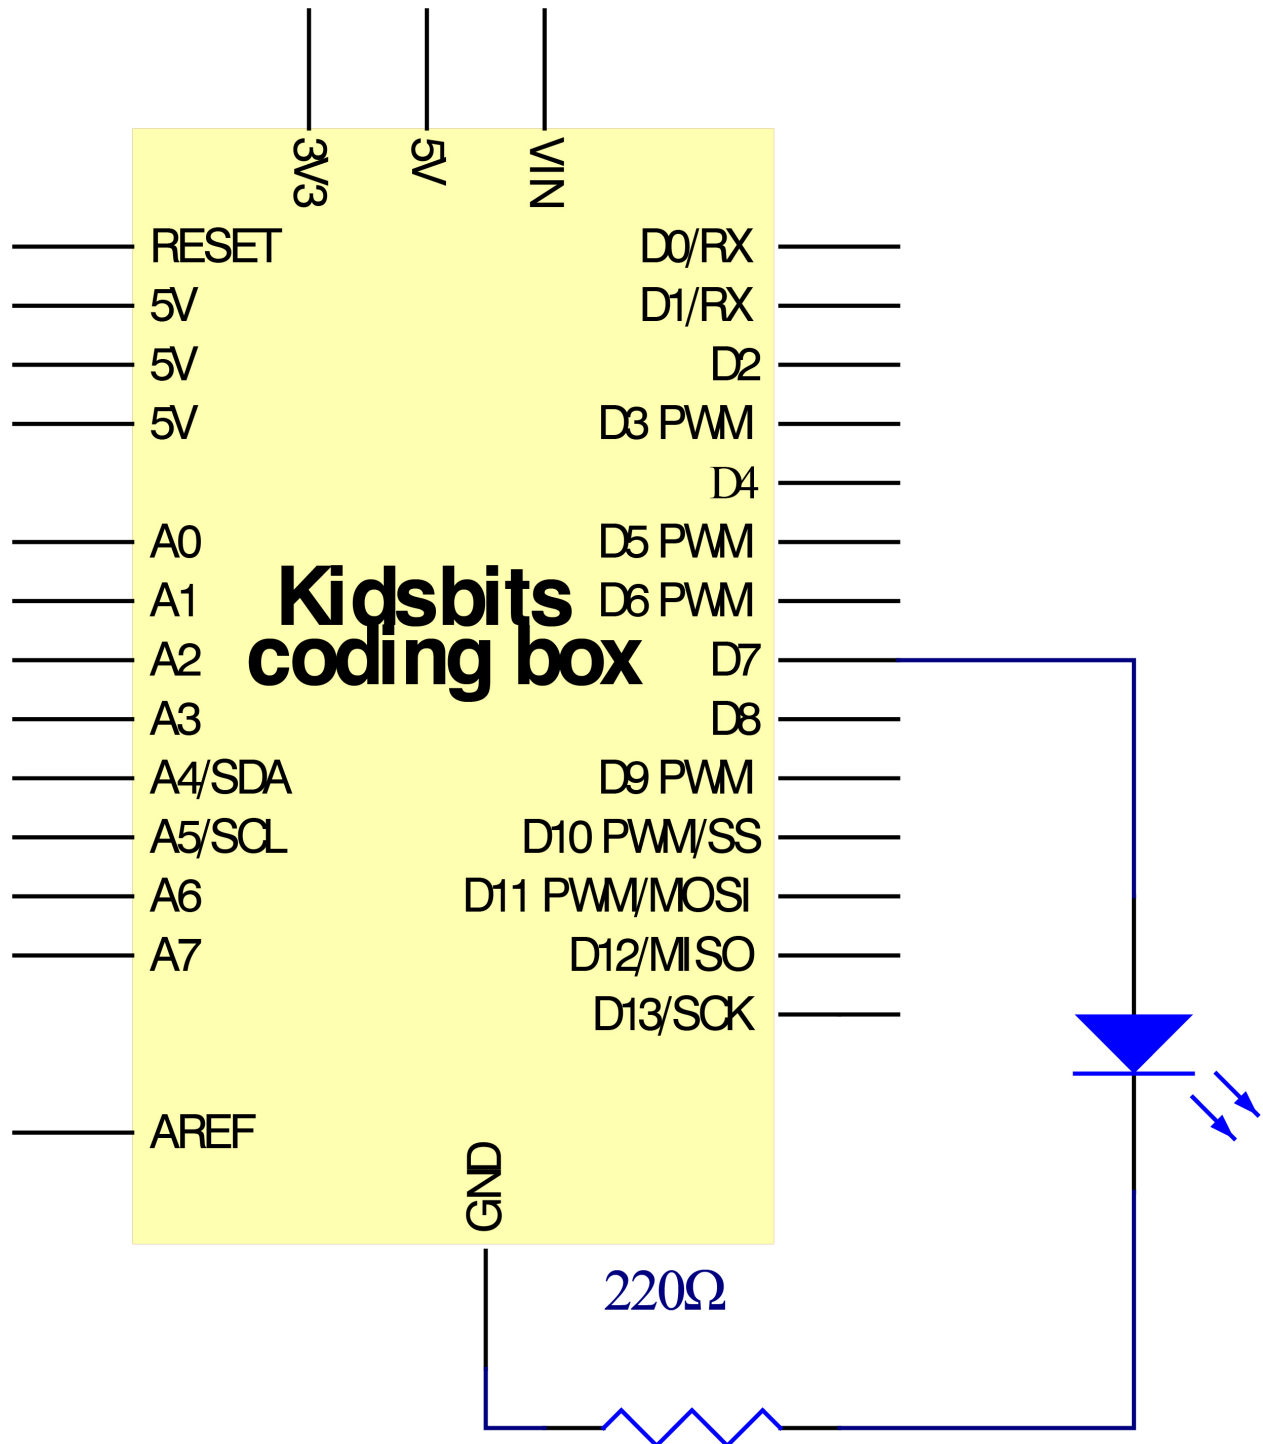 3V3
5V
VIN
RESET
5V
5V
5V
A0
A1
A2
A3
A4/SDA
A5/SCL
A6
A7
AREF
Kidsbits
coding box
D0/RX
D1/RX
D2
D3 PWM
D4
D5 PWM
D6 PWM
D7
D8
D9 PWM
D10 PWM/SS
D11 PWM/MOSI
D12/MISO
D13/SCK
GND
220Ω